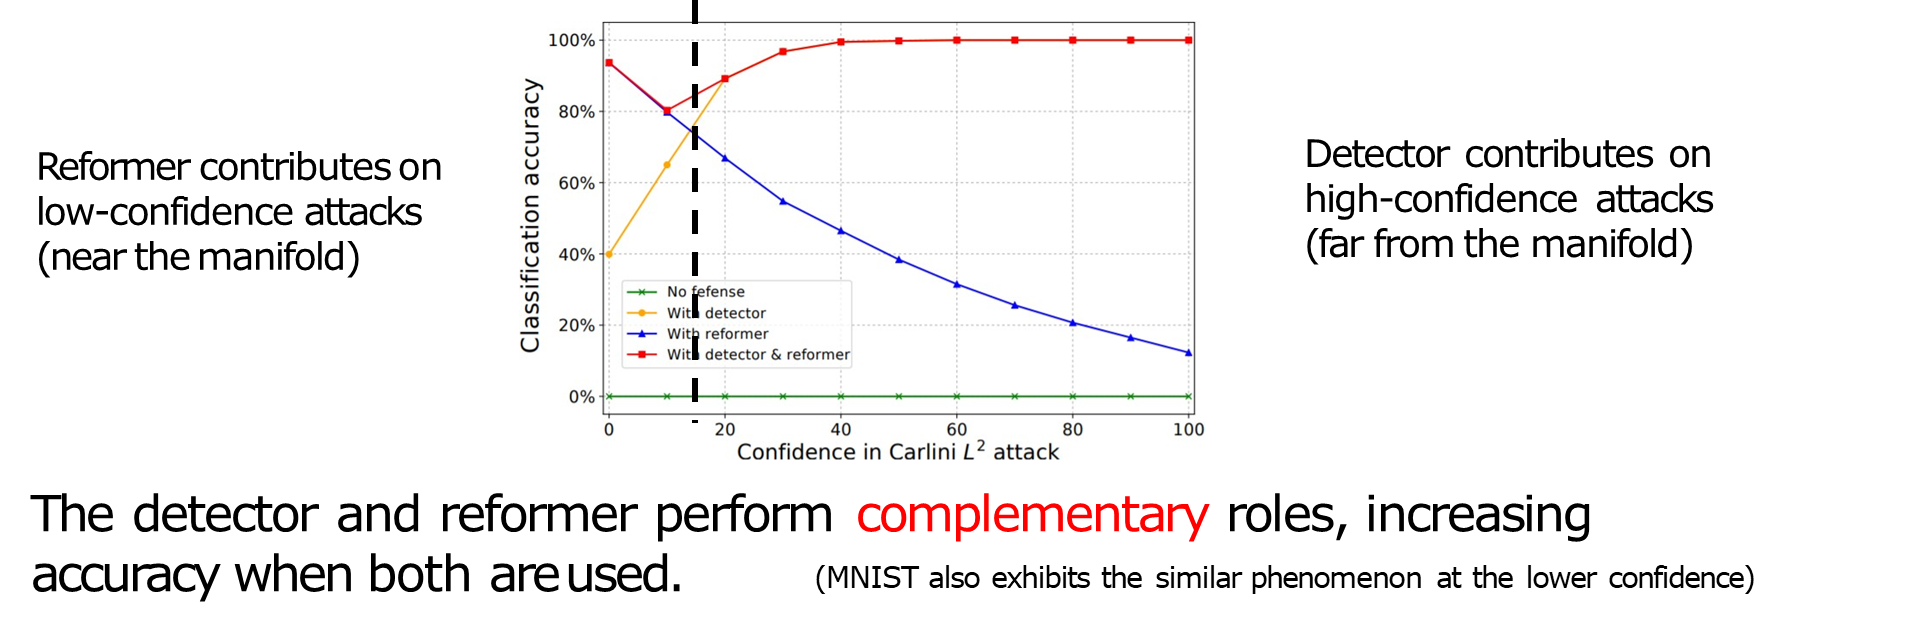 Reformer contributes on
low-confidence attacks
(near the manifold)
100%
80%
60%
40%
20%
0%
Classification accuracy
No fefense
With detector
With reformer
With detector & reformer
0 20 40 60 80 100
Confidence in Carlini L² attack
Detector contributes on
high-confidence attacks
(far from the manifold)
The detector and reformer perform complementary roles, increasing
accuracy when both are used.
(MNIST also exhibits the similar phenomenon at the lower confidence)